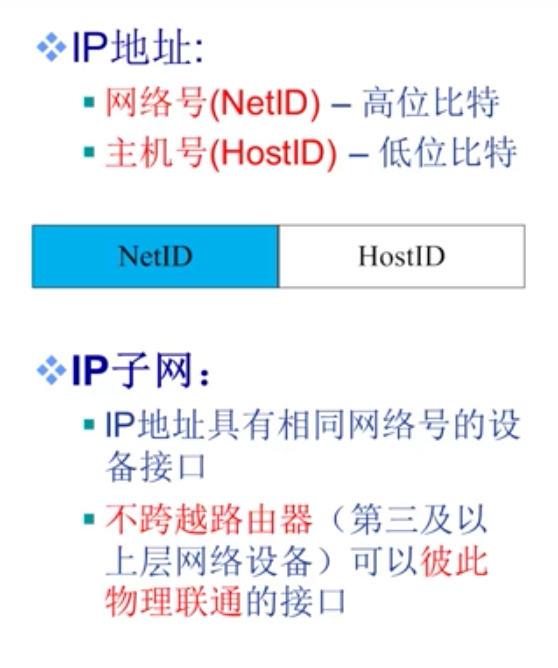 IP地址:
网络号(NetID) – 高位比特
主机号(HostID) – 低位比特
NetID HostID
IP子网：
IP地址具有相同网络号的设
备接口
不跨越路由器（第三及以
上层网络设备）可以彼此
物理联通的接口